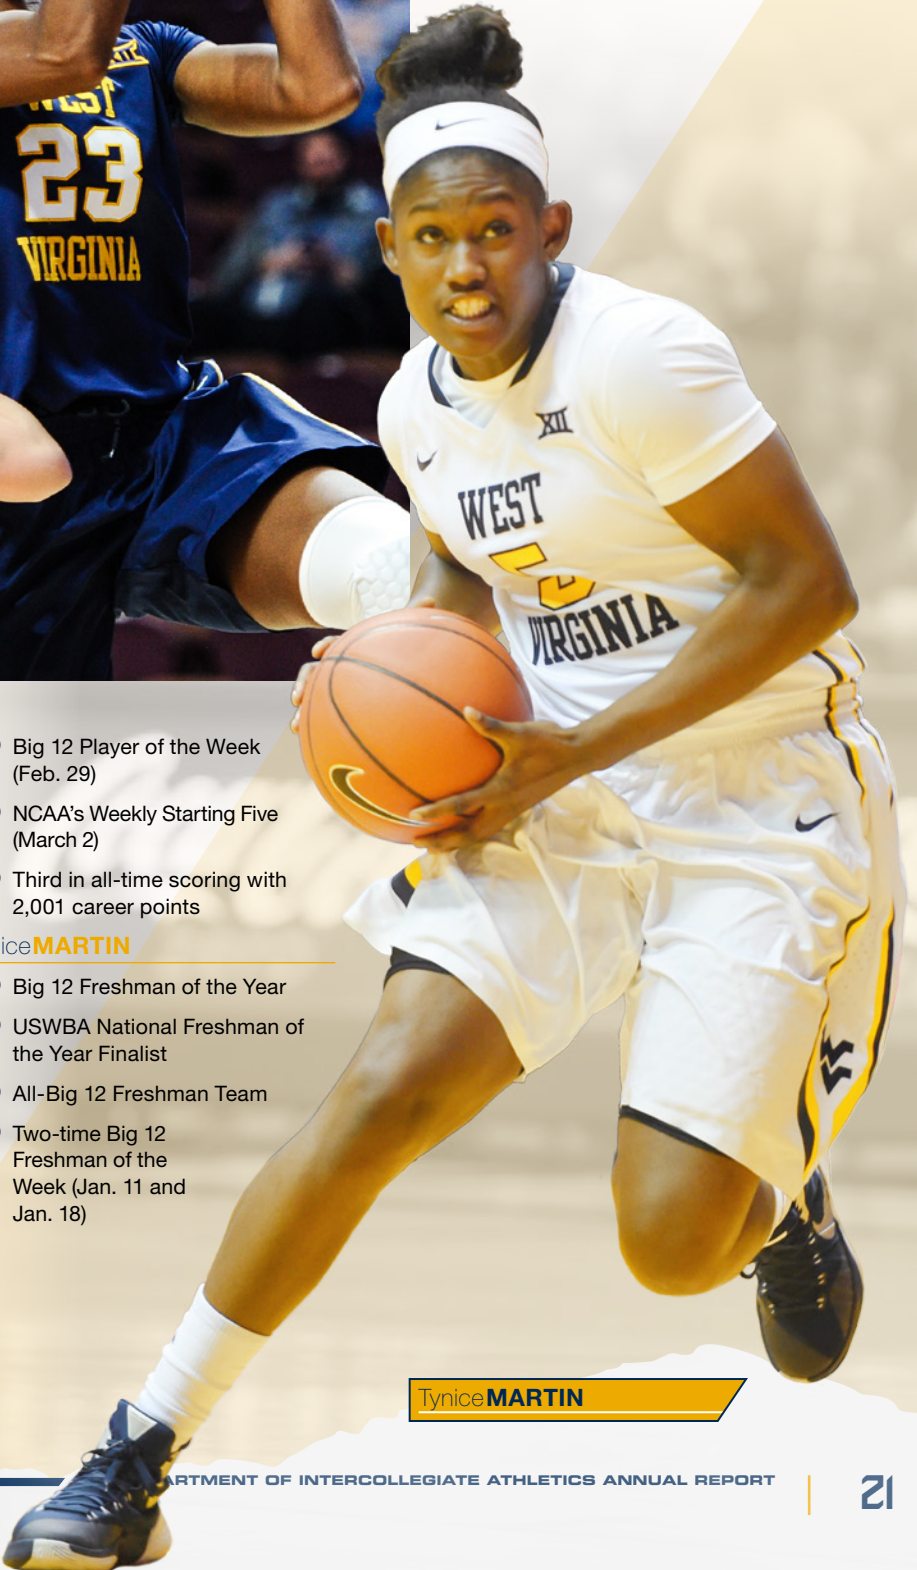 WEST
23
VIRGINIA
XII
WEST
5
VIRGINIA
Big 12 Player of the Week
(Feb. 29)
NCAA's Weekly Starting Five
(March 2)
Third in all-time scoring with
2,001 career points
iceMARTIN
Big 12 Freshman of the Year
USWBA National Freshman of
the Year Finalist
All-Big 12 Freshman Team
Two-time Big 12
Freshman of the
Week (Jan. 11 and
Jan. 18)
TyniceMARTIN
ARTMENT OF INTERCOLLEGIATE ATHLETICS ANNUAL REPORT
21